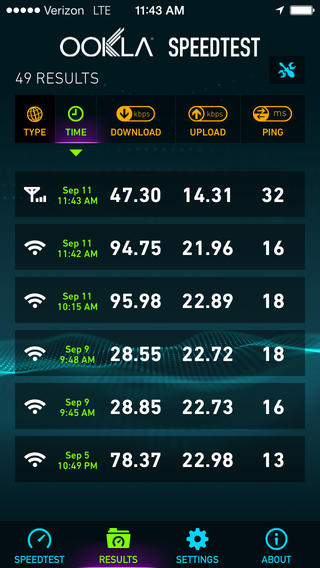 Verizon LTE 11:43 AM
OOKLA® SPEEDTEST
49 RESULTS
TYPE TIME kbps DOWNLOAD kbps UPLOAD ms PING
Sep 11 11:43 AM 47.30 14.31 32
Sep 11 11:42 AM 94.75 21.96 16
Sep 11 10:15 AM 95.98 22.89 18
Sep 9 9:48 AM 28.55 22.72 18
Sep 9 9:45 AM 28.85 22.73 16
Sep 5 10:49 PM 78.37 22.98 13
SPEEDTEST RESULTS SETTINGS ABOUT